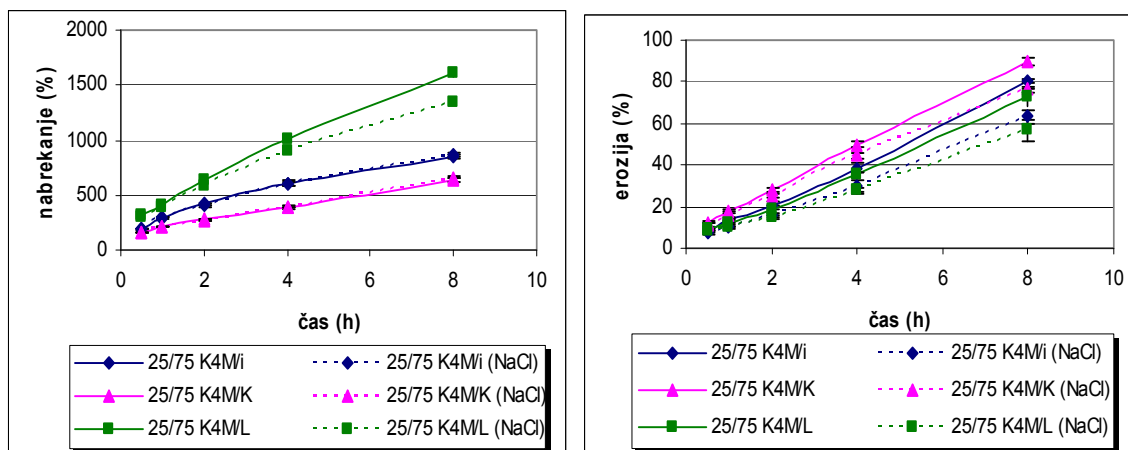 nabrekanje (%)
2000
1500
1000
500
0
0 2 4 6 8 10
čas (h)
25/75 K4M/i 25/75 K4M/i (NaCl)
25/75 K4M/K 25/75 K4M/K (NaCl)
25/75 K4M/L 25/75 K4M/L (NaCl)
erozija (%)
100
80
60
40
20
0
0 2 4 6 8 10
čas (h)
25/75 K4M/i 25/75 K4M/i (NaCl)
25/75 K4M/K 25/75 K4M/K (NaCl)
25/75 K4M/L 25/75 K4M/L (NaCl)